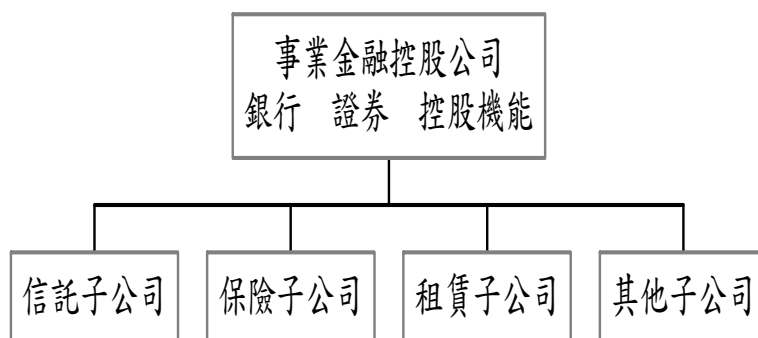 事業金融控股公司
銀行　證券　控股機能
信託子公司
保險子公司
租賃子公司
其他子公司